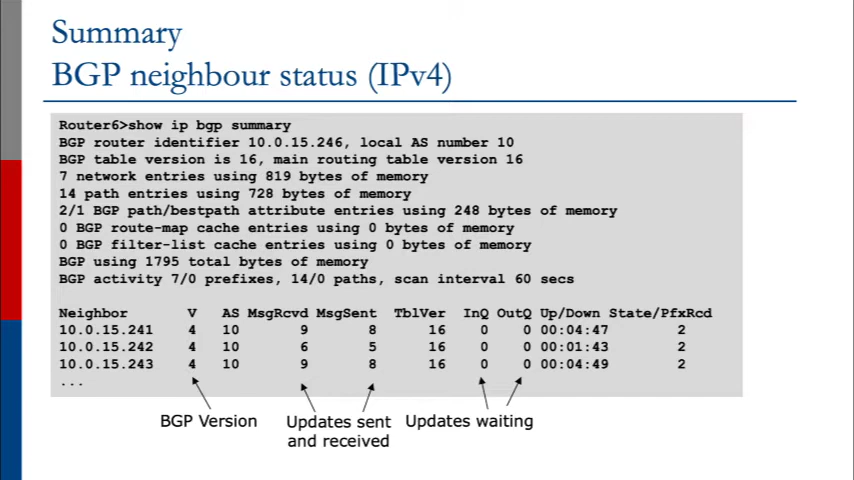 Summary
BGP neighbour status (IPv4)
Router6>show ip bgp summary
BGP router identifier 10.0.15.246, local AS number 10
BGP table version is 16, main routing table version 16
7 network entries using 819 bytes of memory
14 path entries using 728 bytes of memory
2/1 BGP path/bestpath attribute entries using 248 bytes of memory
0 BGP route-map cache entries using 0 bytes of memory
0 BGP filter-list cache entries using 0 bytes of memory
BGP using 1795 total bytes of memory
BGP activity 7/0 prefixes, 14/0 paths, scan interval 60 secs
Neighbor V AS MsgRcvd MsgSent TblVer InQ OutQ Up/Down State/PfxRcd
10.0.15.241 4 10 9 8 16 0 0 00:04:47 2
10.0.15.242 4 10 6 5 16 0 0 00:01:43 2
10.0.15.243 4 10 9 8 16 0 0 00:04:49 2
...
BGP Version Updates sent Updates waiting
and received